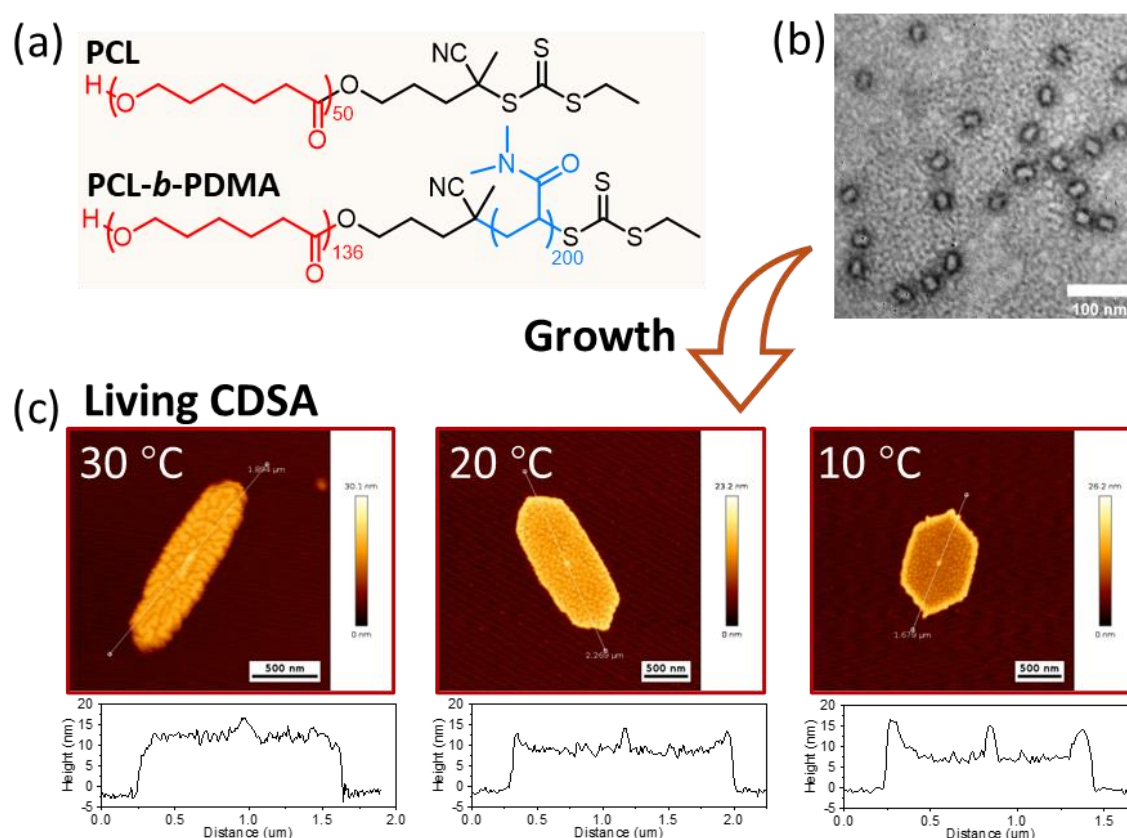 (a)
PCL
H
O
O
50
O
CN
S
S
S
N
O
PCL-b-PDMA
H
O
O
136
O
CN
200
S
S
S
(b)
100 nm
Growth
(c) Living CDSA
30 °C
1.894 µm
30.1 nm
0 nm
500 nm
20 °C
2.269 µm
23.2 nm
0 nm
500 nm
10 °C
1.679 µm
26.2 nm
0 nm
500 nm
Height (nm)
20
15
10
5
0
-5
0.0 0.5 1.0 1.5 2.0
Distance (um)
Height (nm)
20
15
10
5
0
-5
0.0 0.5 1.0 1.5 2.0
Distance (um)
Height (nm)
20
15
10
5
0
-5
0.0 0.5 1.0 1.5
Distance (um)